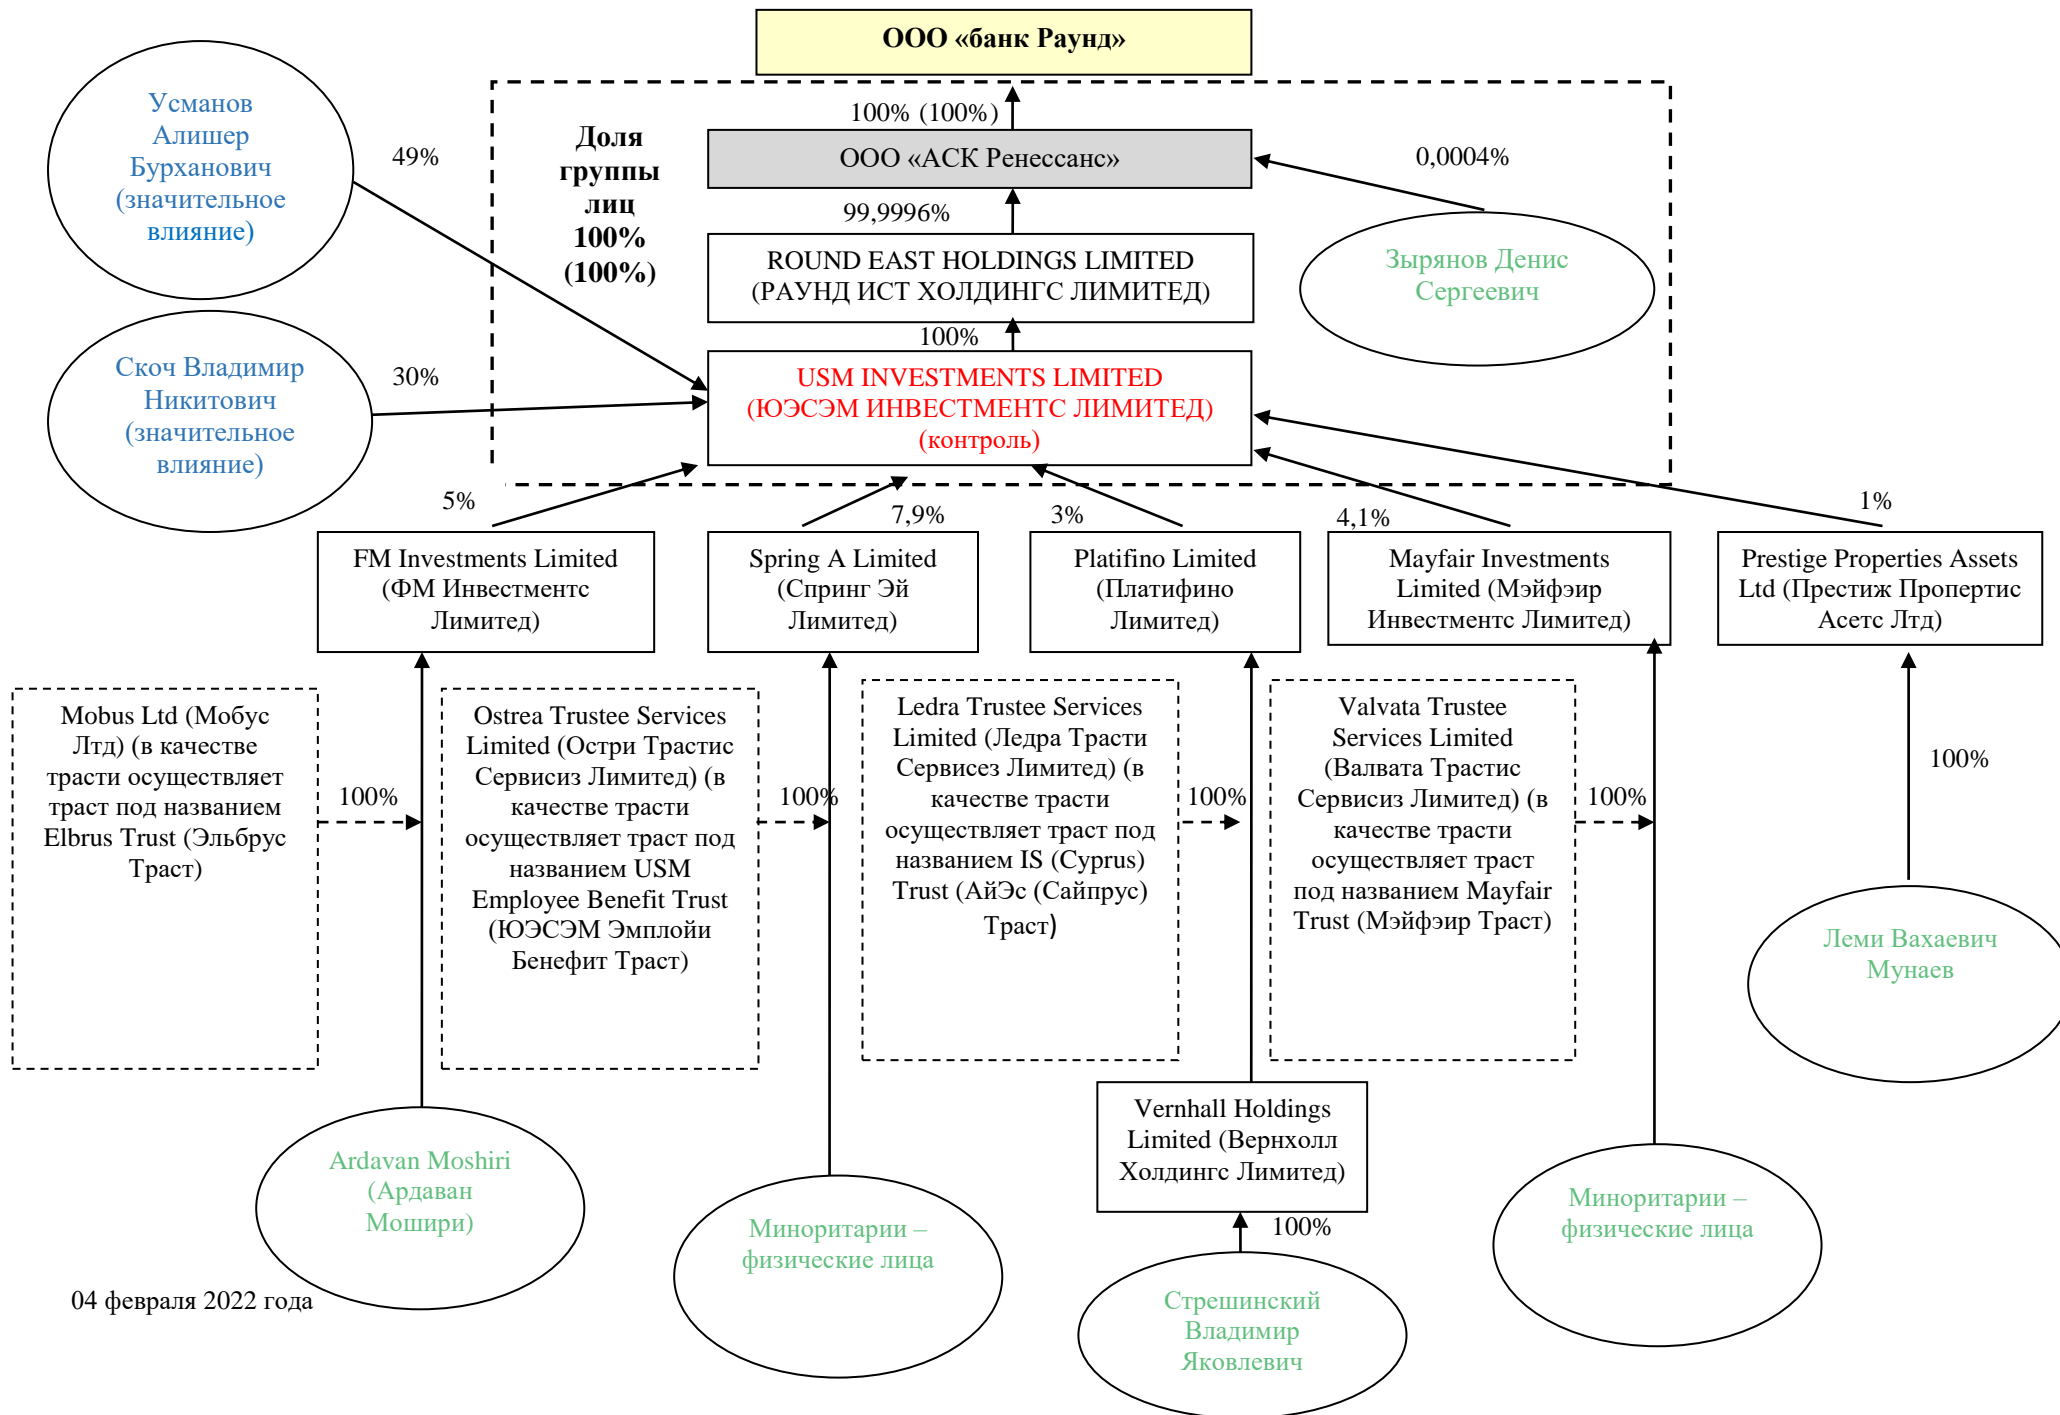 ООО «банк Раунд»
Усманов
Алишер
Бурханович
(значительное
влияние)
49%
Доля
группы
лиц
100%
(100%)
100% (100%)
ООО «АСК Ренессанс»
0,0004%
99,9996%
ROUND EAST HOLDINGS LIMITED
(РАУНД ИСТ ХОЛДИНГС ЛИМИТЕД)
Зырянов Денис
Сергеевич
100%
Скоч Владимир
Никитович
(значительное
влияние)
30%
USM INVESTMENTS LIMITED
(ЮЭСЭМ ИНВЕСТМЕНТС ЛИМИТЕД)
(контроль)
5%
7,9%
3%
4,1%
1%
FM Investments Limited
(ФМ Инвестментс
Лимитед)
Spring A Limited
(Спринг Эй
Лимитед)
Platifino Limited
(Платифино
Лимитед)
Mayfair Investments
Limited (Мэйфэир
Инвестментс Лимитед)
Prestige Properties Assets
Ltd (Престиж Пропертис
Асетс Лтд)
Mobus Ltd (Мобус
Лтд) (в качестве
трасти осуществляет
траст под названием
Elbrus Trust (Эльбрус
Траст)
100%
Ostrea Trustee Services
Limited (Остри Трастис
Сервисиз Лимитед) (в
качестве трасти
осуществляет траст под
названием USM
Employee Benefit Trust
(ЮЭСЭМ Эмплойи
Бенефит Траст)
100%
Ledra Trustee Services
Limited (Ледра Трасти
Сервисез Лимитед) (в
качестве трасти
осуществляет траст под
названием IS (Cyprus)
Trust (АйЭс (Сайпрус)
Траст)
100%
Valvata Trustee
Services Limited
(Валвата Трастис
Сервисиз Лимитед) (в
качестве трасти
осуществляет траст
под названием Mayfair
Trust (Мэйфэир Траст)
100%
100%
Леми Вахаевич
Мунаев
Vernhall Holdings
Limited (Вернхолл
Холдингс Лимитед)
100%
Ardavan Moshiri
(Ардаван
Мошири)
Миноритарии –
физические лица
Стрешинский
Владимир
Яковлевич
Миноритарии –
физические лица
04 февраля 2022 года